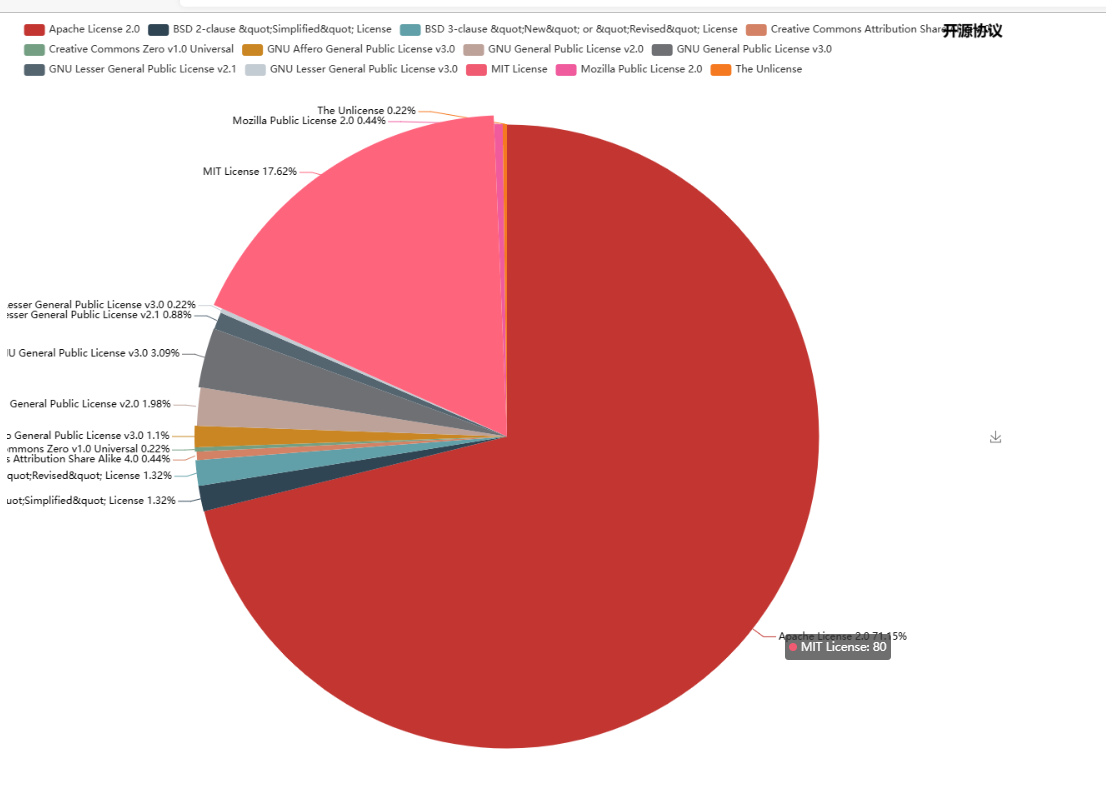 Apache License 2.0 BSD 2-clause &quot;Simplified&quot; License BSD 3-clause &quot;New&quot; or &quot;Revised&quot; License Creative Commons Attribution Shar 开源协议
Creative Commons Zero v1.0 Universal GNU Affero General Public License v3.0 GNU General Public License v2.0 GNU General Public License v3.0
GNU Lesser General Public License v2.1 GNU Lesser General Public License v3.0 MIT License Mozilla Public License 2.0 The Unlicense
The Unlicense 0.22%
Mozilla Public License 2.0 0.44%
MIT License 17.62%
esser General Public License v3.0 0.22%
esser General Public License v2.1 0.88%
IU General Public License v3.0 3.09%
General Public License v2.0 1.98%
o General Public License v3.0 1.1%
ommons Zero v1.0 Universal 0.22%
s Attribution Share Alike 4.0 0.44%
quot;Revised&quot; License 1.32%
uot;Simplified&quot; License 1.32%
Apache License 2.0 71.15%
MIT License: 80